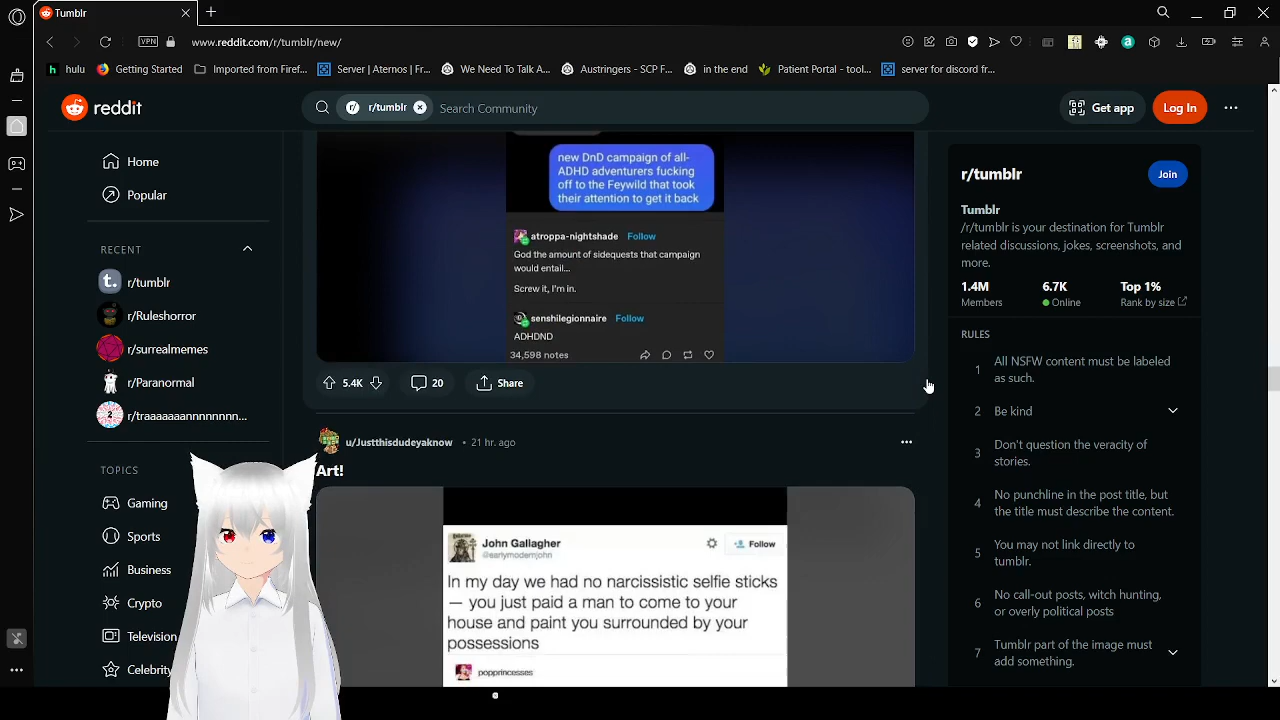 Tumblr
VPN
www.reddit.com/r/tumblr/new/
hulu
Getting Started
Imported from Firef...
Server | Aternos | Fr...
We Need To Talk A...
Austringers - SCP F...
in the end
Patient Portal - tool...
server for discord fr...
reddit
r/tumblr
Search Community
Get app
Log In
Home
Popular
RECENT
r/tumblr
r/Ruleshorror
r/surrealmemes
r/Paranormal
r/traaaaaaannnnnnnnn...
TOPICS
Gaming
Sports
Business
Crypto
Television
Celebrity
new DnD campaign of all-
ADHD adventurers fucking
off to the Feywild that took
their attention to get it back
atroppa-nightshade Follow
God the amount of sidequests that campaign
would entail...
Screw it, I'm in.
senshilegionnaire Follow
ADHDND
34,598 notes
5.4K
20
Share
u/Justthisdudeyaknow • 21 hr. ago
Art!
John Gallagher
@earlymodernjohn
Follow
In my day we had no narcissistic selfie sticks
— you just paid a man to come to your
house and paint you surrounded by your
possessions
popprincesses
r/tumblr
Join
Tumblr
/r/tumblr is your destination for Tumblr
related discussions, jokes, screenshots, and
more.
1.4M 6.7K Top 1%
Members Online Rank by size
RULES
1 All NSFW content must be labeled
as such.
2 Be kind
3 Don't question the veracity of
stories.
4 No punchline in the post title, but
the title must describe the content.
5 You may not link directly to
tumblr.
6 No call-out posts, witch hunting,
or overly political posts
7 Tumblr part of the image must
add something.